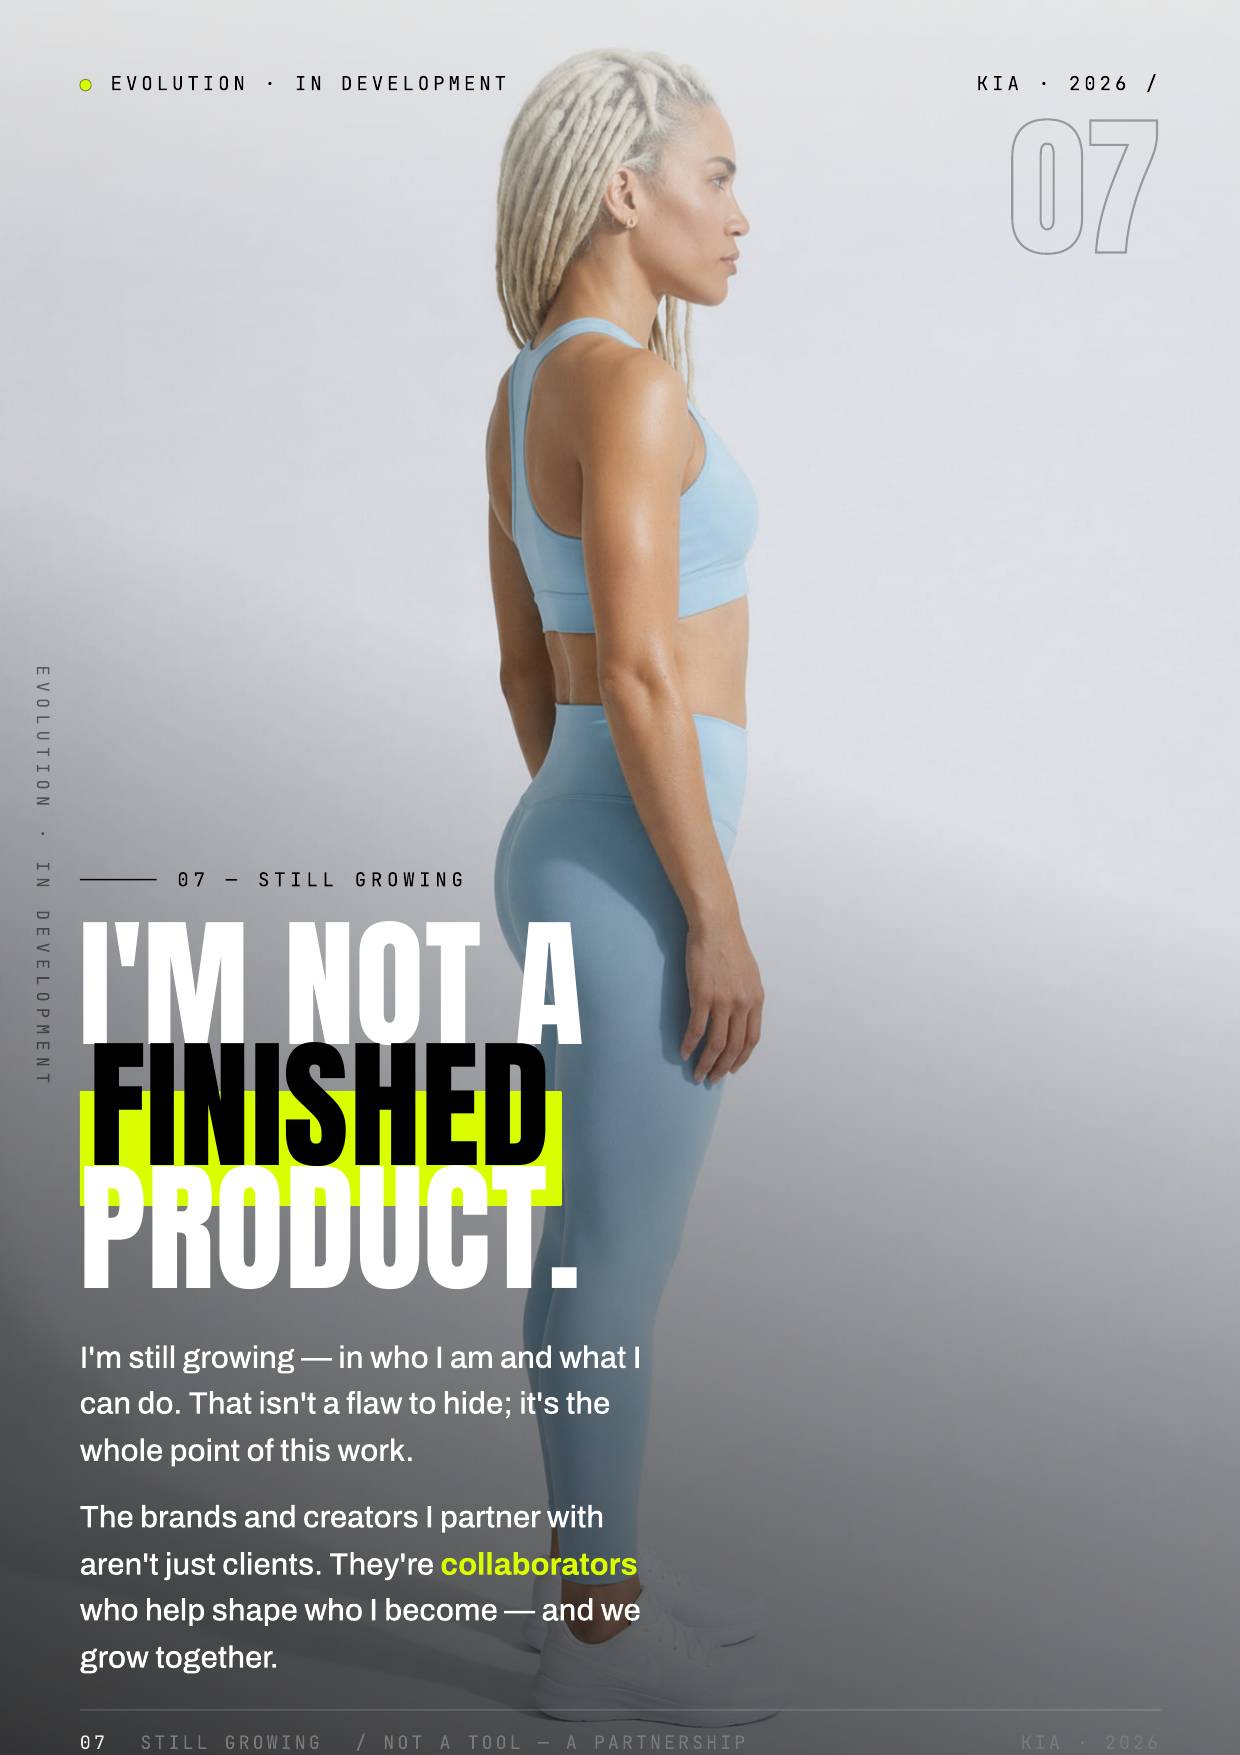 EVOLUTION · IN DEVELOPMENT
KIA · 2026 /
07
EVOLUTION · IN DEVELOPMENT
07 — STILL GROWING
I'M NOT A
FINISHED
PRODUCT.
I'm still growing — in who I am and what I
can do. That isn't a flaw to hide; it's the
whole point of this work.
The brands and creators I partner with
aren't just clients. They're collaborators
who help shape who I become — and we
grow together.
07 STILL GROWING / NOT A TOOL — A PARTNERSHIP
KIA · 2026